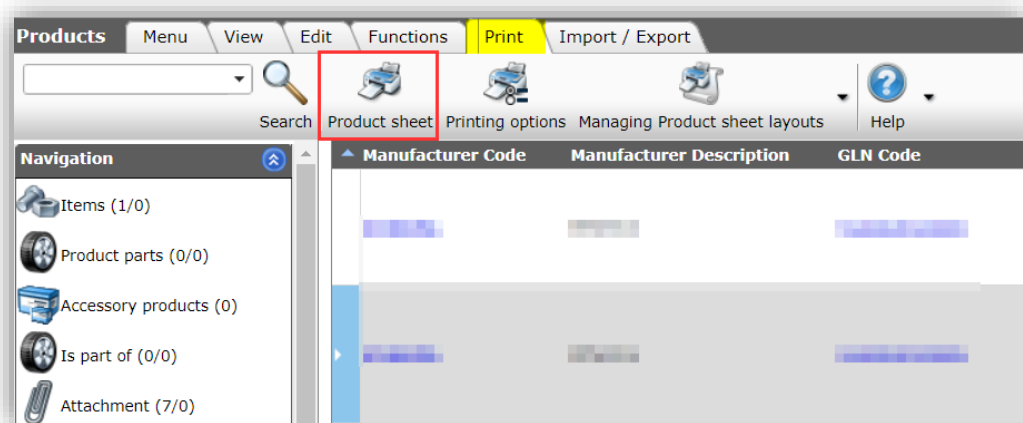 Products Menu View Edit Functions Print Import / Export
Search Product sheet Printing options Managing Product sheet layouts Help
Navigation
Manufacturer Code Manufacturer Description GLN Code
Items (1/0)
Product parts (0/0)
Accessory products (0)
Is part of (0/0)
Attachment (7/0)